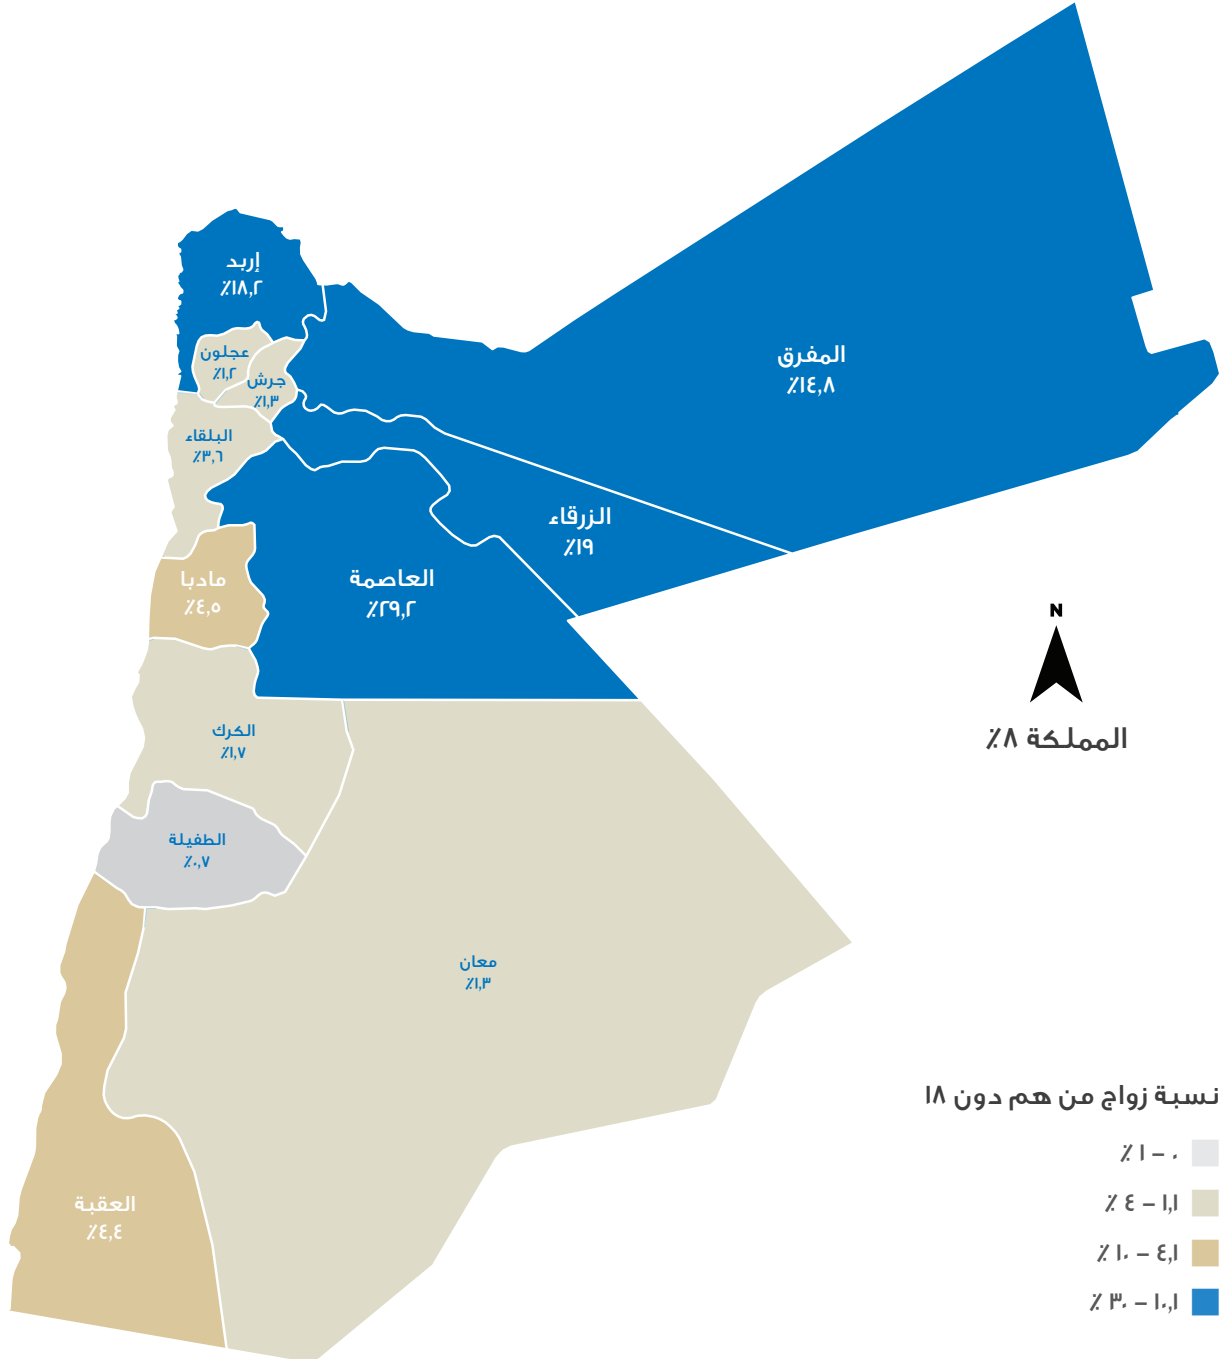 إربد
٪١٨,٢
عجلون
٪١,٢
جرش
٪١,٣
المفرق
٪١٤,٨
البلقاء
٪٣,٦
الزرقاء
٪١٩
العاصمة
٪٢٩,٢
مادبا
٪٤,٥
N
المملكة ٨٪
الكرك
٪١,٧
الطفيلة
٪٠,٧
معان
٪١,٣
العقبة
٪٤,٤
نسبة زواج من هم دون ١٨
٠ – ١ ٪
١,١ – ٤ ٪
٤,١ – ١٠ ٪
١٠,١ – ٣٠ ٪